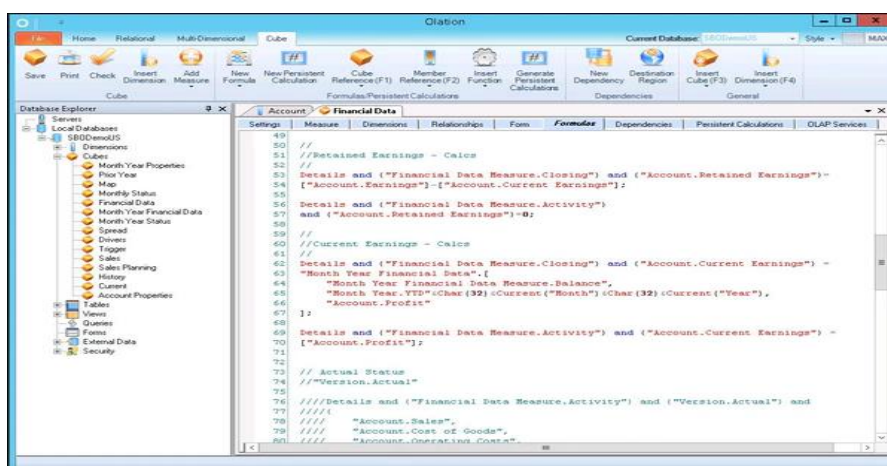 Olation
File Home Relational Multi-Dimensional Cube Current Database: SBODemoUS Style MAX
Save Print Check Insert Dimension Add Measure New Formula New Persistent Calculation Cube Reference (F1) Member Reference (F2) Insert Function Generate Persistent Calculations New Dependency Destination Region Insert Cube (F3) Insert Dimension (F4)
Cube Formulas/Persistent Calculations Dependencies General
Database Explorer
Servers
Local Databases
SBODemoUS
Dimensions
Cubes
Month Year Properties
Prior Year
Map
Monthly Status
Financial Data
Month Year Financial Data
Month Year Status
Spread
Drivers
Trigger
Sales
Sales Planning
History
Current
Account Properties
Tables
Views
Queries
Forms
External Data
Security
Account Financial Data
Settings Measure Dimensions Relationships Form Formulas Dependencies Persistent Calculations OLAP Services
49
50 //
51 //Retained Earnings - Calcs
52 //
53 Details and {"Financial Data Measure.Closing"} and {"Account.Retained Earnings"}=
54 ["Account.Earnings"]-["Account.Current Earnings"];
55
56 Details and {"Financial Data Measure.Activity"}
57 and {"Account.Retained Earnings"}=0;
58
59 //
60 //Current Earnings - Calcs
61 //
62 Details and {"Financial Data Measure.Closing"} and {"Account.Current Earnings"} =
63 "Month Year Financial Data".[
64 "Month Year Financial Data Measure.Balance",
65 "Month Year.YTD"&Char(32)&Current("Month")&Char(32)&Current("Year"),
66 "Account.Profit"
67 ];
68
69 Details and {"Financial Data Measure.Activity"} and {"Account.Current Earnings"} =
70 ["Account.Profit"];
71
72
73 // Actual Status
74 //"Version.Actual"
75
76 ////Details and {"Financial Data Measure.Activity"} and {"Version.Actual"} and
77 ////{
78 //// "Account.Sales",
79 //// "Account.Cost of Goods",
80 //// "Account.Operating Costs",